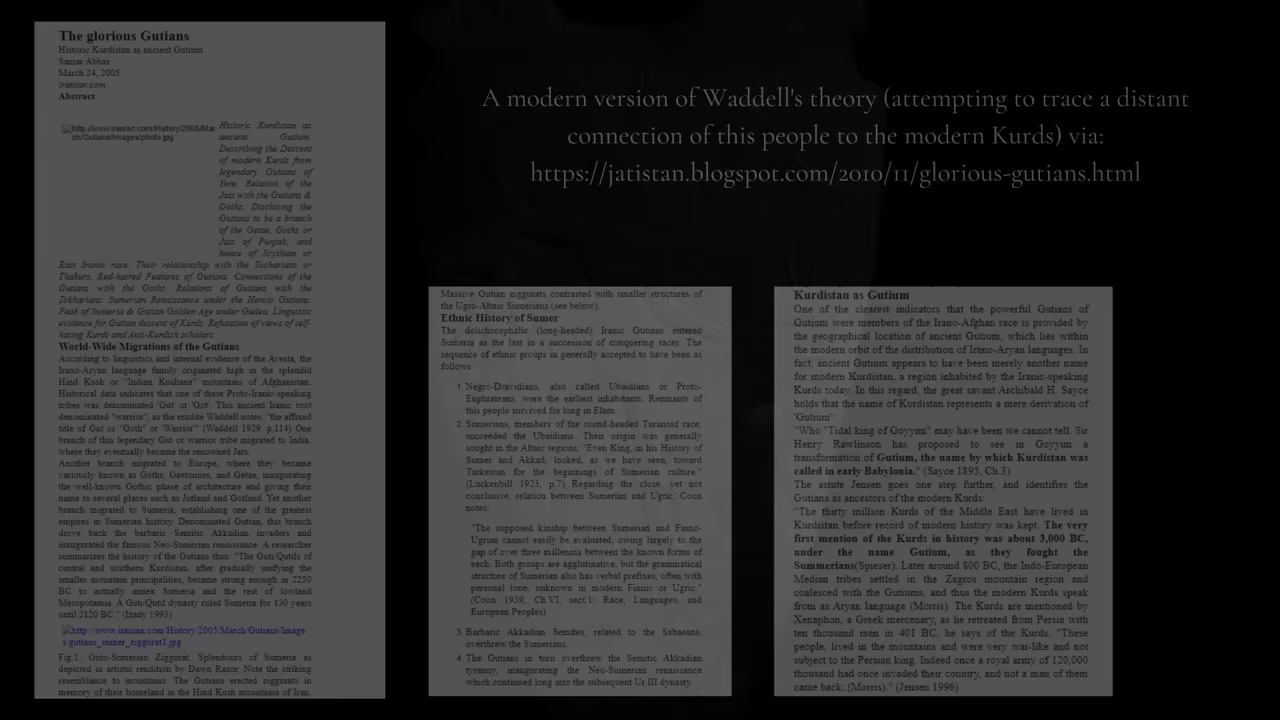 The glorious Gutians
Historic Kurdistan as ancient Gutium
Samar Abbas
March 24, 2005
iranian.com
Abstract
http://www.iranian.com/History/2005/Mar
ch/Gutians/Images/photo.jpg
Historic Kurdistan as
ancient Gutium.
Describing the Descent
of modern Kurds from
legendary Gutians of
Yore. Relation of the
Jats with the Gutians &
Goths. Disclosing the
Gutians to be a branch
of the Getae, Goths or
Jats of Punjab, and
hence of Scythian or
East Iranic race. Their relationship with the Tocharians or
Thakurs. Red-haired Features of Gutians. Connections of the
Gutians with the Goths. Relations of Gutians with the
Tokharians. Sumerian Renaissance under the Heroic Gutians.
Peak of Sumeria & Gutian Golden Age under Gudea. Linguistic
evidence for Gutian descent of Kurds. Refutation of views of self-
hating Kurds and Anti-Kurdish scholars.
World-Wide Migrations of the Gutians
According to linguistics and internal evidence of the Avesta, the
Irano-Aryan language family originated high in the splendid
Hind Kush or "Indian Koshana" mountains of Afghanistan.
Historical data indicates that one of these Proto-Iranic-speaking
tribes was denominated 'Gut' or 'Got'. This ancient Iranic root
denominated "warrior", as the erudite Waddell notes, "the affixed
title of Gut or "Goth" or 'Warrior'" (Waddell 1929, p.114) One
branch of this legendary Gut or warrior tribe migrated to India,
where they eventually became the renowned Jats.
Another branch migrated to Europe, where they became
variously known as Goths, Gaetonnes, and Getae, inaugurating
the well-known Gothic phase of architecture and giving their
name to several places such as Jutland and Gotland. Yet another
branch migrated to Sumeria, establishing one of the greatest
empires in Sumerian history. Denominated Gutian, this branch
drove back the barbaric Semitic Akkadian invaders and
inaugurated the famous Neo-Sumerian renaissance. A researcher
summarizes the history of the Gutians thus: "The Guti/Qutils of
central and southern Kurdistan, after gradually unifying the
smaller mountain principalities, became strong enough in 2250
BC to actually annex Sumeria and the rest of lowland
Mesopotamia. A Guti/Qutil dynasty ruled Sumeria for 130 years
until 2120 BC." (Izady 1993)
http://www.iranian.com/History/2005/March/Gutians/Image
s/gutians_sumer_ziggurat1.jpg
Fig.1: Guto-Sumerian Ziggurat. Splendours of Sumeria as
depicted in artistic rendition by Dawn Razor. Note the striking
resemblance to mountains. The Gutians erected ziggurats in
memory of their homeland in the Hind Kush mountains of Iran.
A modern version of Waddell's theory (attempting to trace a distant
connection of this people to the modern Kurds) via:
https://jatistan.blogspot.com/2010/11/glorious-gutians.html
Massive Gutian ziggurats contrasted with smaller structures of
the Ugro-Altaic Sumerians (see below).
Ethnic History of Sumer
The dolichocephalic (long-headed) Iranic Gutians entered
Sumeria as the last in a succession of conquering races. The
sequence of ethnic groups in generally accepted to have been as
follows:
1. Negro-Dravidians, also called Ubaidians or Proto-
Euphrateans, were the earliest inhabitants. Remnants of
this people survived for long in Elam.
2. Sumerians, members of the round-headed Turanoid race,
succeeded the Ubaidians. Their origin was generally
sought in the Altaic regions: "Even King, in his History of
Sumer and Akkad, looked, as we have seen, toward
Turkestan for the beginnings of Sumerian culture."
(Luckenbill 1923, p.7) Regarding the close, yet not
conclusive, relation between Sumerian and Ugric, Coon
notes:
"The supposed kinship between Sumerian and Finno-
Ugrian cannot easily be evaluated, owing largely to the
gap of over three millennia between the known forms of
each. Both groups are agglutinative, but the grammatical
structure of Sumerian also has verbal prefixes, often with
personal tone, unknown in modern Finnic or Ugric."
(Coon 1939, Ch.VI, sect.1: Race, Languages, and
European Peoples)
3. Barbaric Akkadian Semites, related to the Sabaeans,
overthrew the Sumerians.
4. The Gutians in turn overthrew the Semitic Akkadian
tyranny, inaugurating the Neo-Sumerian renaissance
which continued long into the subsequent Ur III dynasty.
Kurdistan as Gutium
One of the clearest indicators that the powerful Gutians of
Gutium were members of the Irano-Afghan race is provided by
the geographical location of ancient Gutium, which lies within
the modern orbit of the distribution of Irano-Aryan languages. In
fact, ancient Gutium appears to have been merely another name
for modern Kurdistan, a region inhabited by the Iranic-speaking
Kurds today. In this regard, the great savant Archibald H. Sayce
holds that the name of Kurdistan represents a mere derivation of
'Gutium':
"Who "Tidal king of Goyyim" may have been we cannot tell. Sir
Henry Rawlinson has proposed to see in Goyyim a
transformation of Gutium, the name by which Kurdistan was
called in early Babylonia." (Sayce 1895, Ch.3)
The astute Jensen goes one step further, and identifies the
Gutians as ancestors of the modern Kurds:
"The thirty million Kurds of the Middle East have lived in
Kurdistan before record of modern history was kept. The very
first mention of the Kurds in history was about 3,000 BC,
under the name Gutium, as they fought the
Summerians(Spieser). Later around 800 BC, the Indo-European
Median tribes settled in the Zagros mountain region and
coalesced with the Gutiums, and thus the modern Kurds speak
from as Aryan language (Morris). The Kurds are mentioned by
Xenaphon, a Greek mercenary, as he retreated from Persia with
ten thousand men in 401 BC, he says of the Kurds, "These
people, lived in the mountains and were very war-like and not
subject to the Persian king. Indeed once a royal army of 120,000
thousand had once invaded their country, and not a man of them
came back..(Morris)." (Jensen 1996)